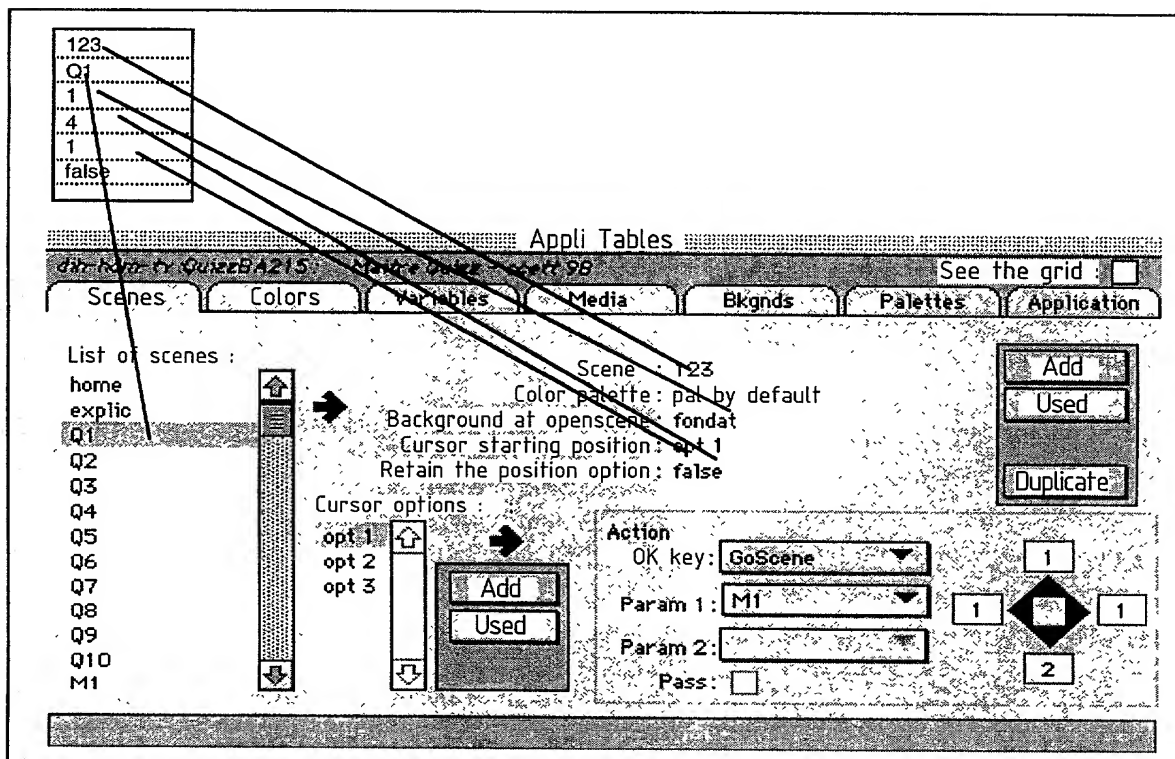 123
Q1
1
4
1
false
Appli Tables
See the grid :
Scenes
Colors
Variables
Media
Bkgnds
Palettes
Application
List of scenes :
home
explic
Q1
Q2
Q3
Q4
Q5
Q6
Q7
Q8
Q9
Q10
M1
Scene : 123
Color palette : pal by default
Background at openscene : fondat
Cursor starting position : opt 1
Retain the position option : false
Add
Used
Duplicate
Cursor options :
opt 1
opt 2
opt 3
Add
Used
Action
OK key : GoScene
Param 1 : M1
Param 2 :
Pass :
1
1
1
2